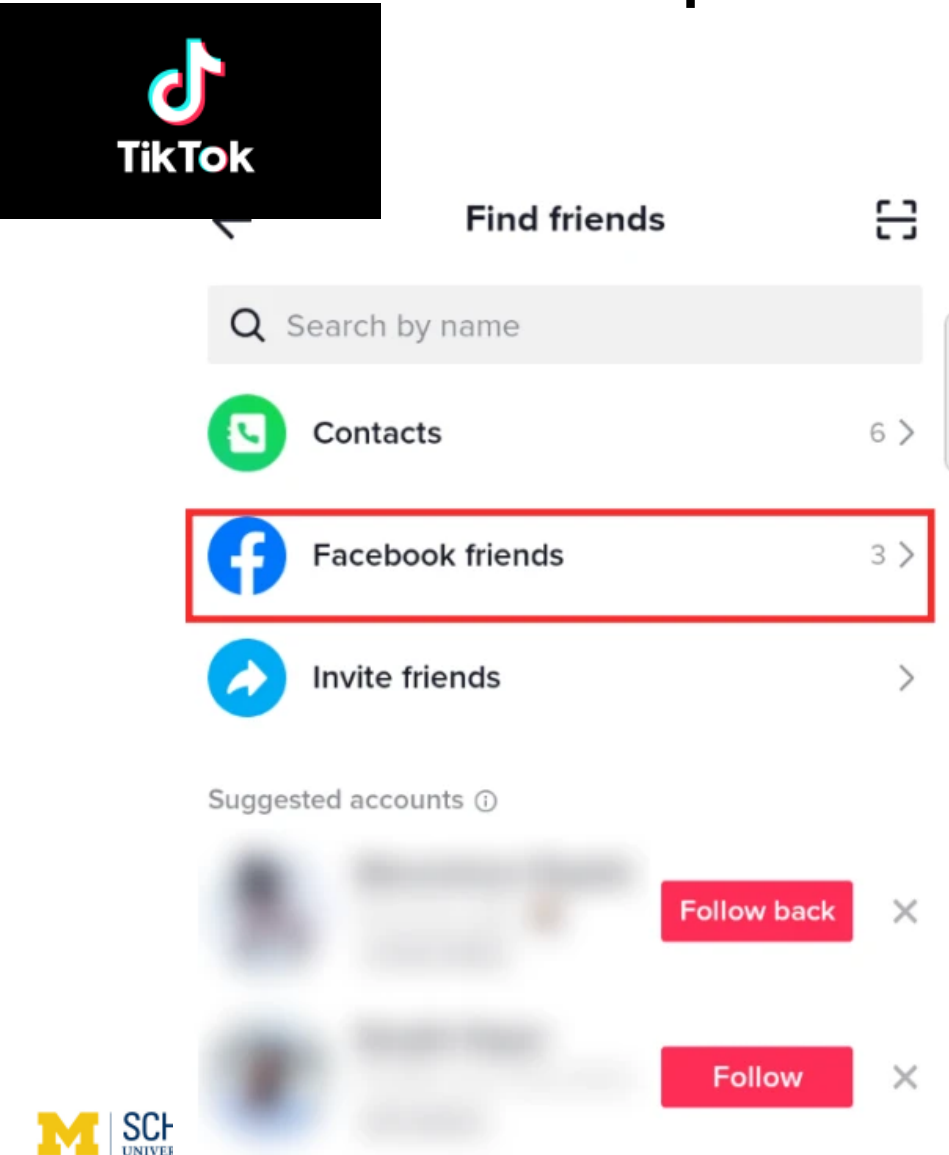 TikTok
Find friends
Search by name
Contacts 6
Facebook friends 3
Invite friends
Suggested accounts
Follow back
Follow
M SCH
UNIVER